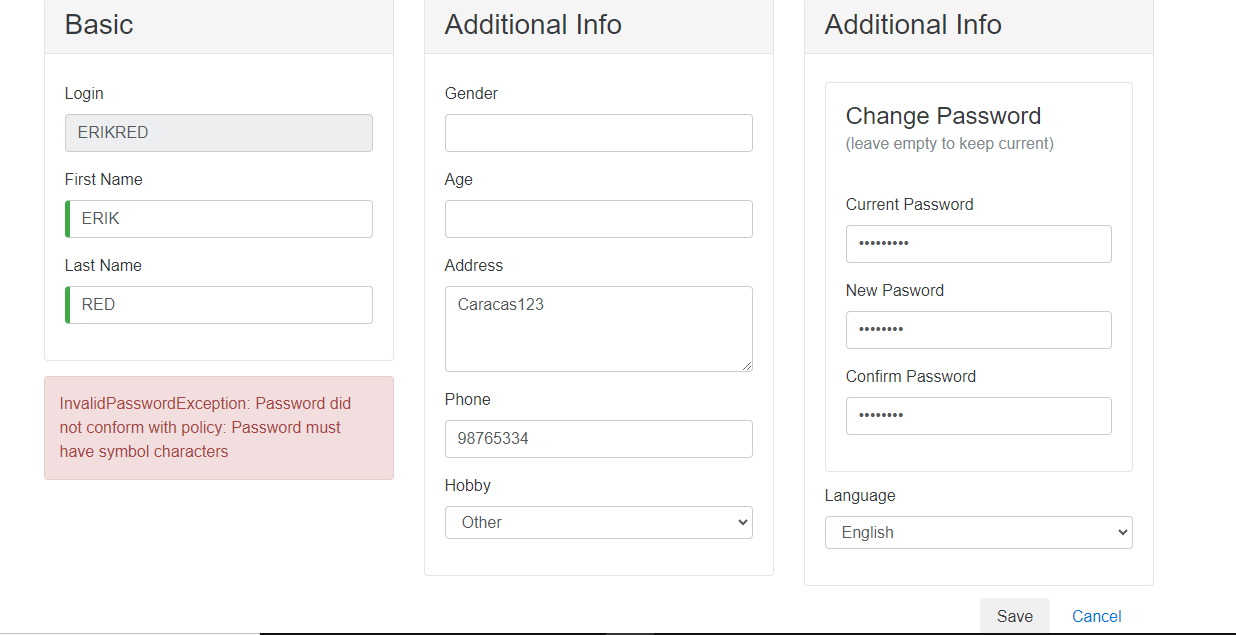 Basic
Login
ERIKRED
First Name
ERIK
Last Name
RED
InvalidPasswordException: Password did
not conform with policy: Password must
have symbol characters
Additional Info
Gender
Age
Address
Caracas123
Phone
98765334
Hobby
Other
Additional Info
Change Password
(leave empty to keep current)
Current Password
•••••••••
New Pasword
••••••••
Confirm Password
••••••••
Language
English
Save
Cancel